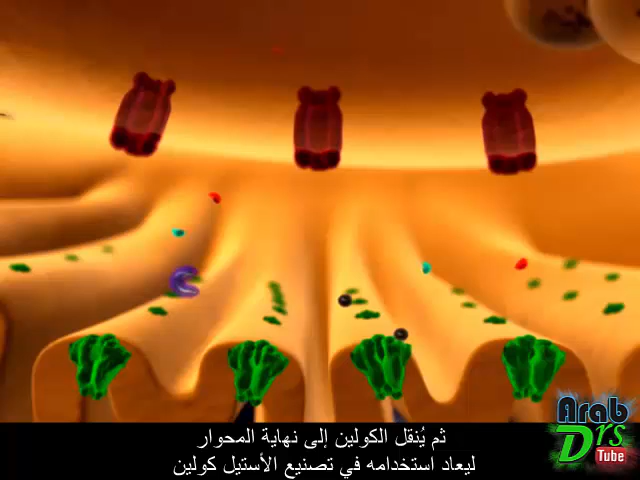 ثم يُنقل الكولين إلى نهاية المحوار
ليعاد استخدامه في تصنيع الأستيل كولين
Arab
Drs
Tube